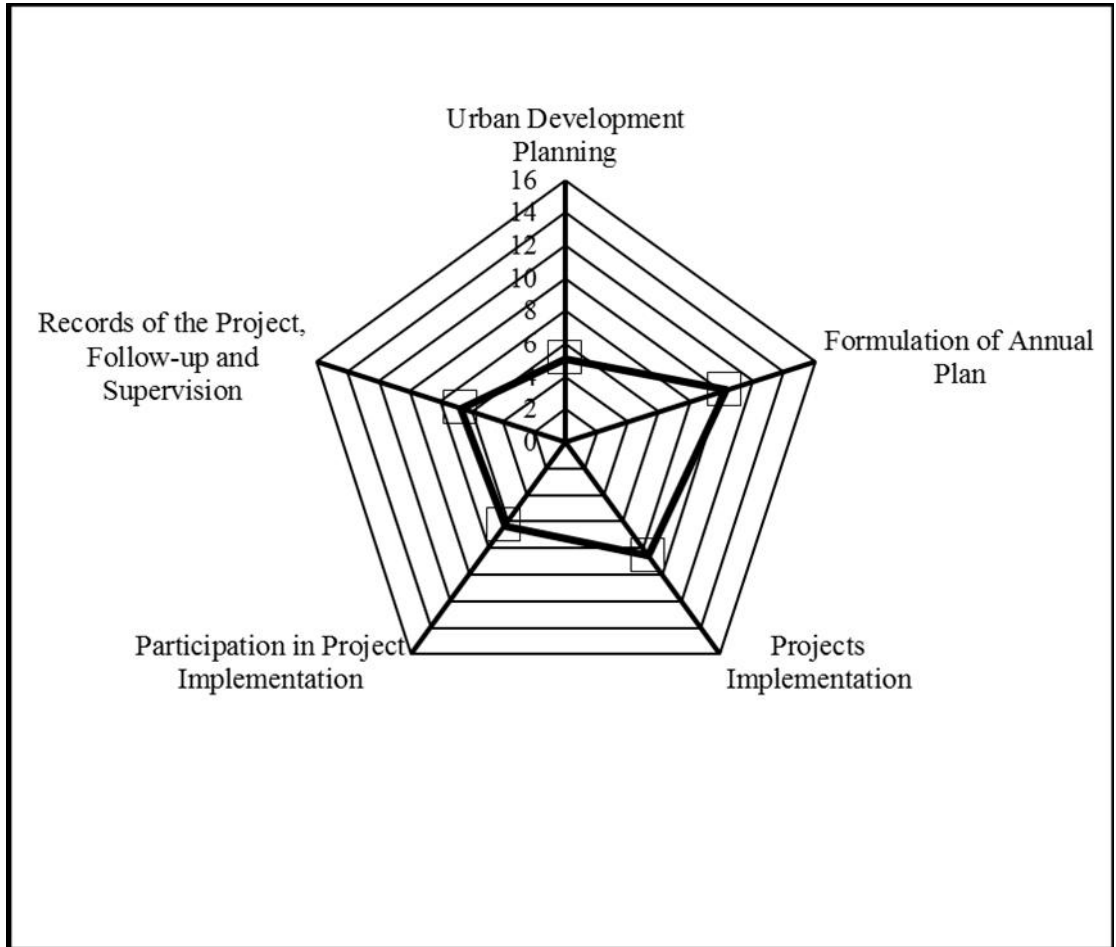 Urban Development
Planning
16
14
12
10
8
6
4
2
0
Formulation of Annual
Plan
Projects
Implementation
Participation in Project
Implementation
Records of the Project,
Follow-up and
Supervision